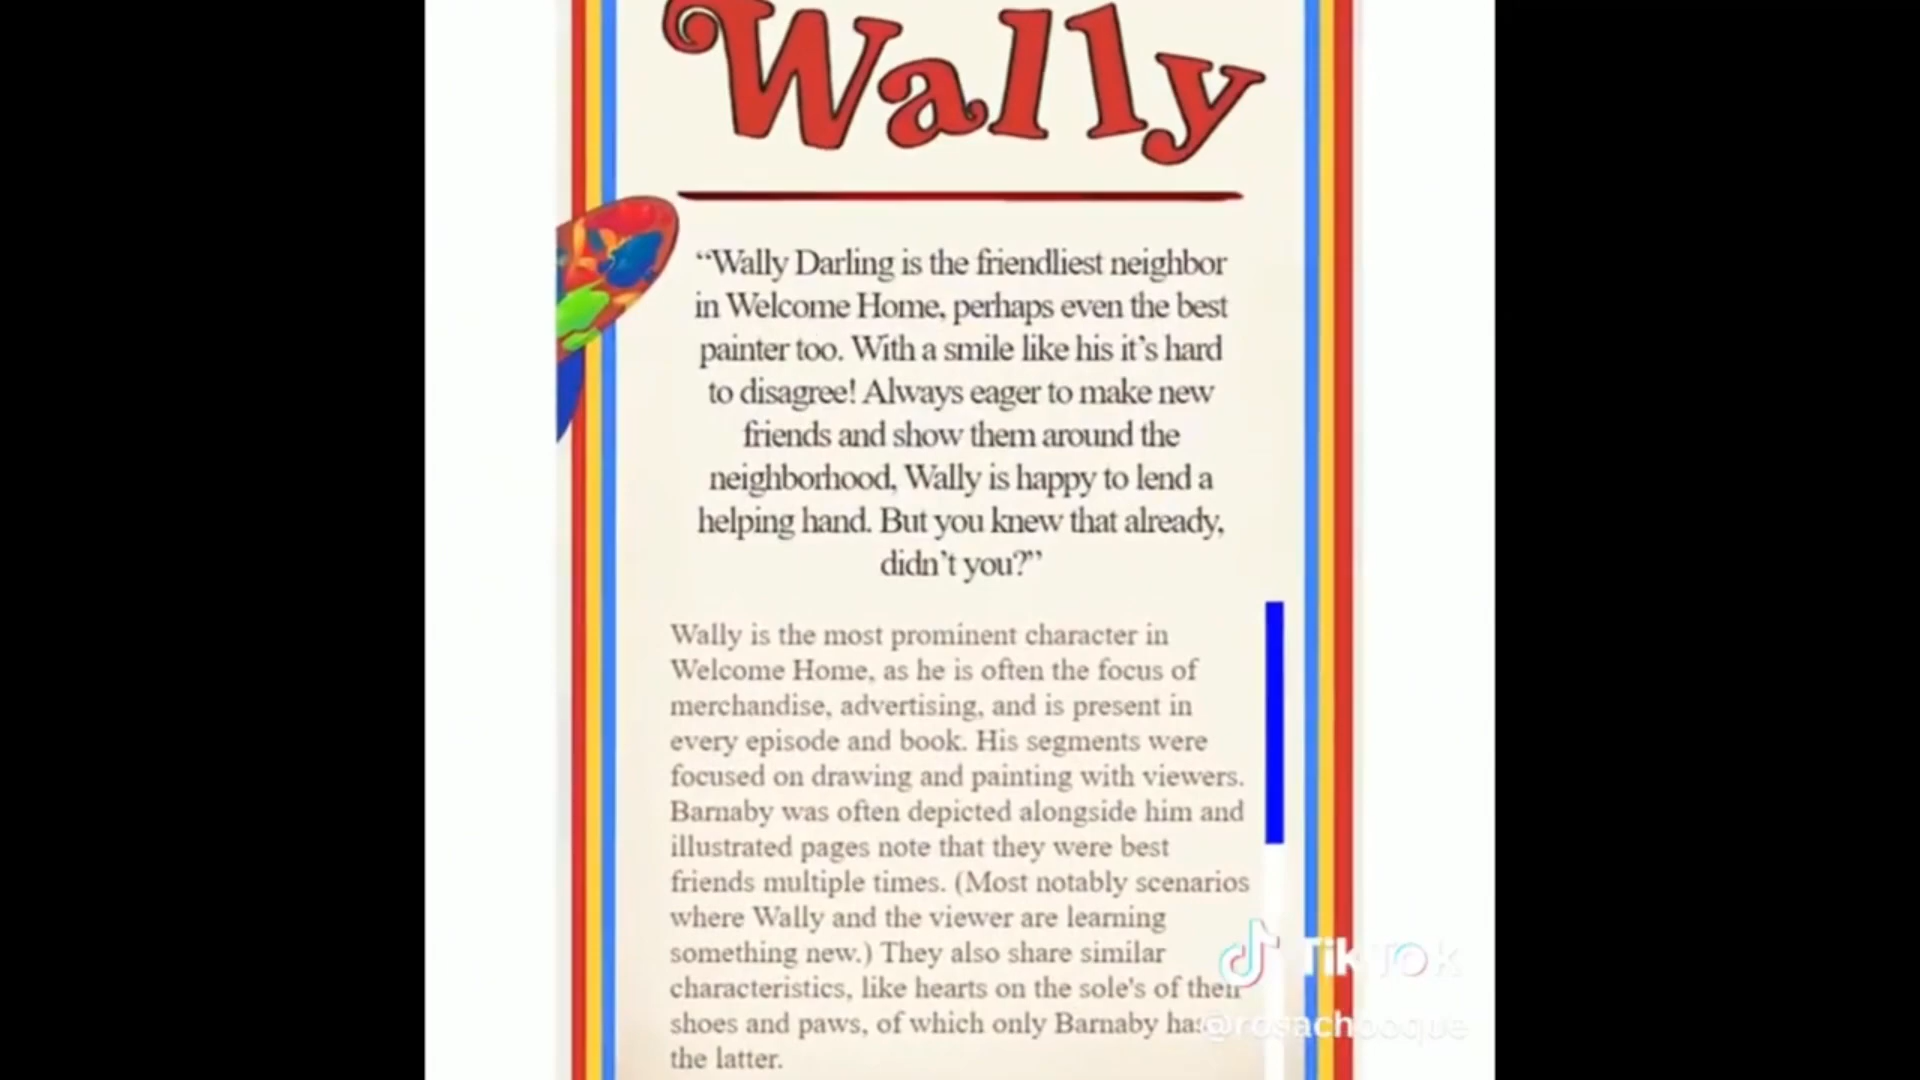 Wally
“Wally Darling is the friendliest neighbor
in Welcome Home, perhaps even the best
painter too. With a smile like his it’s hard
to disagree! Always eager to make new
friends and show them around the
neighborhood, Wally is happy to lend a
helping hand. But you knew that already,
didn’t you?”
Wally is the most prominent character in
Welcome Home, as he is often the focus of
merchandise, advertising, and is present in
every episode and book. His segments were
focused on drawing and painting with viewers.
Barnaby was often depicted alongside him and
illustrated pages note that they were best
friends multiple times. (Most notably scenarios
where Wally and the viewer are learning
something new.) They also share similar
characteristics, like hearts on the sole's of their
shoes and paws, of which only Barnaby has
the latter.
TikTok
@rosachooque